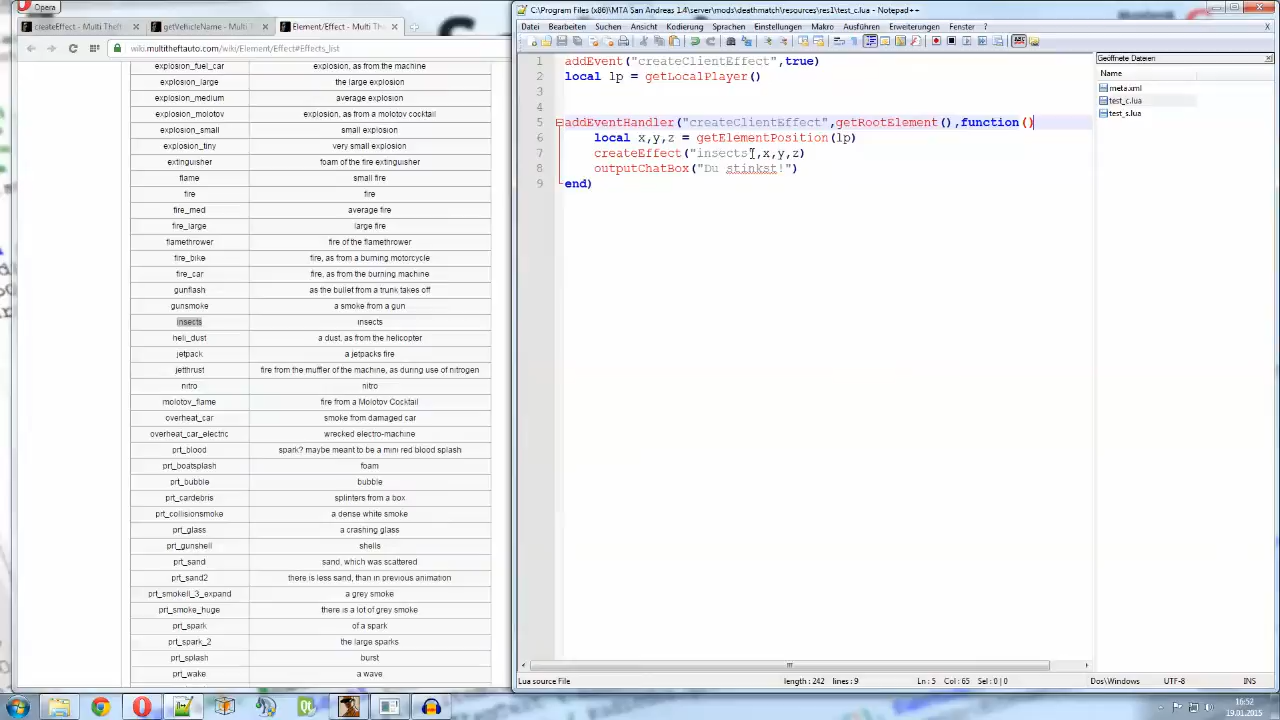 Opera
createEffect - Multi Theft
getVehicleName - Multi Th
Element/Effect - Multi The
wiki.multitheftauto.com
Effects_list
explosion_fuel_car explosion, as from the machine
explosion_large the large explosion
explosion_medium average explosion
explosion_molotov explosion, as from a molotov cocktail
explosion_small small explosion
explosion_tiny very small explosion
extinguisher foam of the fire extinguisher
flame small fire
fire fire
fire_med average fire
fire_large large fire
flamethrower fire of the flamethrower
fire_bike fire, as from a burning motorcycle
fire_car fire, as from the burning machine
gunflash as the bullet from a trunk takes off
gunsmoke a smoke from a gun
insects insects
heli_dust a dust, as from the helicopter
jetpack a jetpacks fire
jetthrust fire from the muffler of the machine, as during use of nitrogen
nitro nitro
molotov_flame fire from a Molotov Cocktail
overheat_car smoke from damaged car
overheat_car_electric wrecked electro-machine
prt_blood spark? maybe meant to be a mini red blood splash
prt_boatsplash foam
prt_bubble bubble
prt_cardebris splinters from a box
prt_collisionsmoke a dense white smoke
prt_glass a crashing glass
prt_gunshell shells
prt_sand sand, which was scattered
prt_sand2 there is less sand, than in previous animation
prt_smokell_3_expand a grey smoke
prt_smoke_huge there is a lot of grey smoke
prt_spark of a spark
prt_spark_2 the large sparks
prt_splash burst
prt_wake a wave
C:\Program Files (x86)\MTA San Andreas 1.4\server\mods\deathmatch\resources\res1\test_c.lua - Notepad++
Datei Bearbeiten Suchen Ansicht Kodierung Sprachen Einstellungen Makro Ausführen Erweiterungen Fenster ? X
1 addEvent("createClientEffect",true)
2 local lp = getLocalPlayer()
3
4
5 addEventHandler("createClientEffect",getRootElement(),function()
6 local x,y,z = getElementPosition(lp)
7 createEffect("insects",x,y,z)
8 outputChatBox("Du stinkst!")
9 end)
Geöffnete Dateien
Name
meta.xml
test_c.lua
test_s.lua
Lua source File length : 242 lines : 9 Ln : 5 Col : 65 Sel : 0 | 0 Dos\Windows UTF-8 INS
16:52
19.01.2015